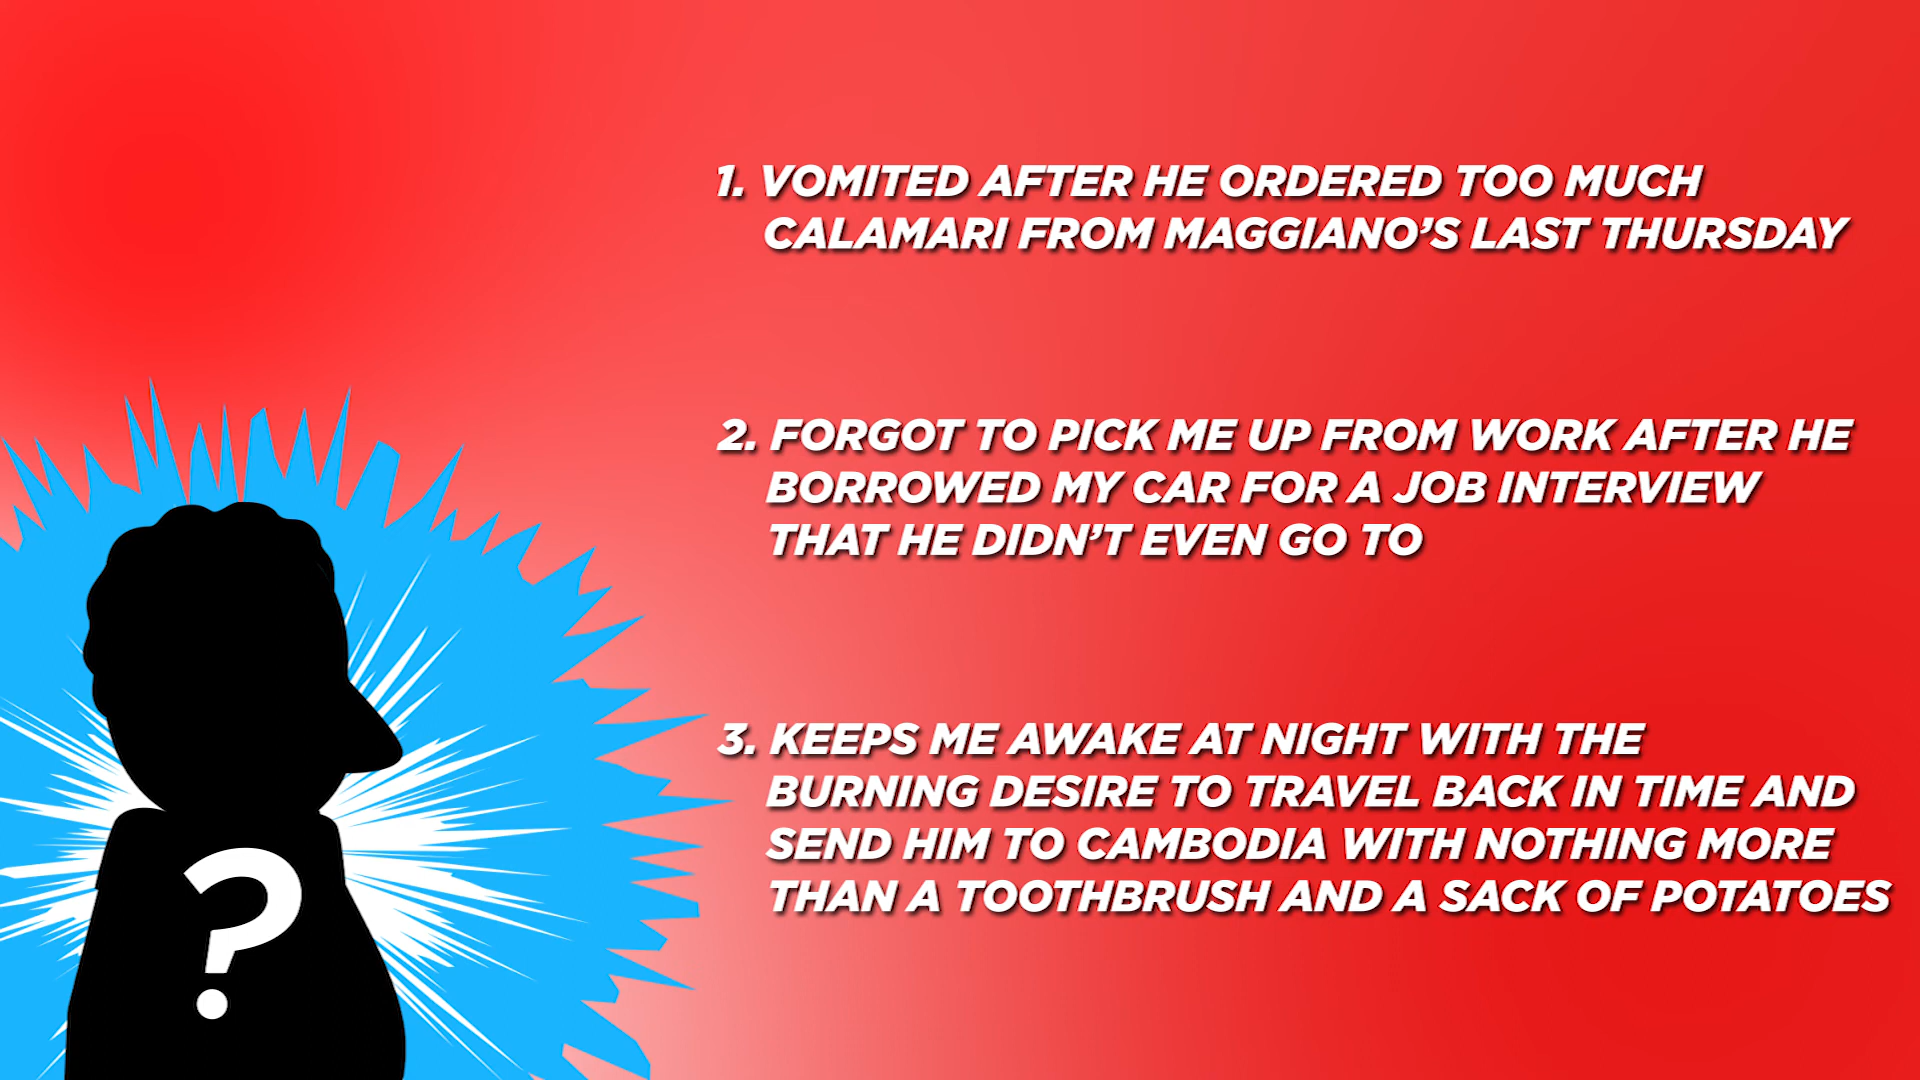 1. VOMITED AFTER HE ORDERED TOO MUCH
CALAMARI FROM MAGGIANO'S LAST THURSDAY
2. FORGOT TO PICK ME UP FROM WORK AFTER HE
BORROWED MY CAR FOR A JOB INTERVIEW
THAT HE DIDN'T EVEN GO TO
3. KEEPS ME AWAKE AT NIGHT WITH THE
BURNING DESIRE TO TRAVEL BACK IN TIME AND
SEND HIM TO CAMBODIA WITH NOTHING MORE
THAN A TOOTHBRUSH AND A SACK OF POTATOES
?